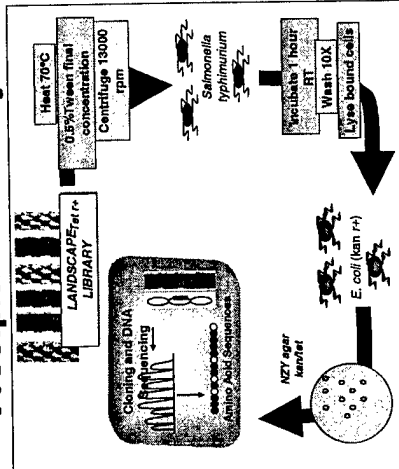 LANDSCAPE Tet r+
LIBRARY
Heat 70°C
0.5%Tween final
concentration
Centrifuge 13000
rpm
Salmonella
typhimurium
Incubate 1 hour
RT
Wash 10X
Lyse bound cells
E. coli (kan r+)
NZY agar
kan/tet
Cloning and DNA
Sequencing
Amino Acid Sequences